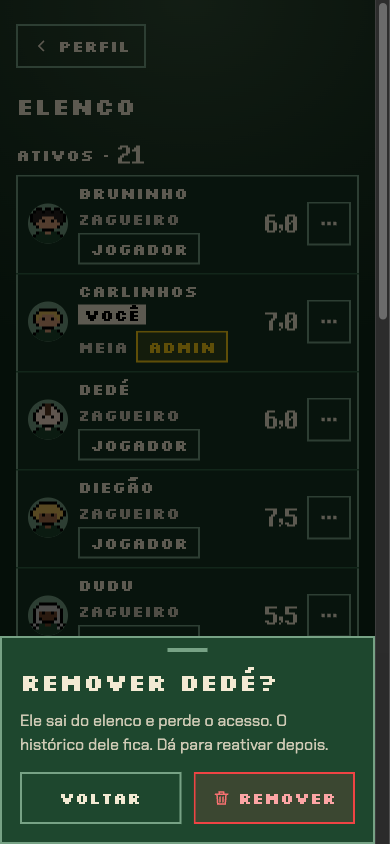 PERFIL
ELENCO
ATIVOS · 21
BRUNINHO
ZAGUEIRO
JOGADOR
6,0
···
CARLINHOS
VOCÊ
MEIA ADMIN
7,0
···
DEDÉ
ZAGUEIRO
JOGADOR
6,0
···
DIEGÃO
ZAGUEIRO
JOGADOR
7,5
···
DUDU
ZAGUEIRO
5,5
···
REMOVER DEDÉ?
Ele sai do elenco e perde o acesso. O
histórico dele fica. Dá para reativar depois.
VOLTAR
REMOVER